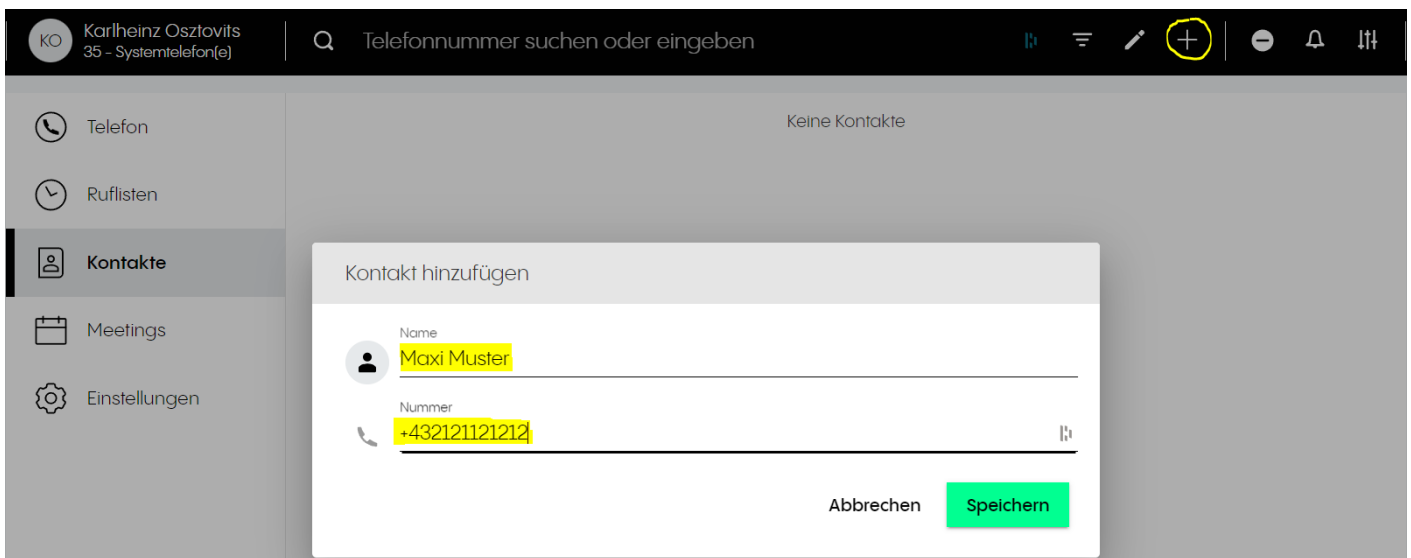 KO
Karlheinz Osztovits
35 - Systemtelefon(e)
Telefonnummer suchen oder eingeben
Telefon
Keine Kontakte
Ruflisten
Kontakte
Kontakt hinzufügen
Meetings
Name
Maxi Muster
Einstellungen
Nummer
+432121121212
Abbrechen
Speichern